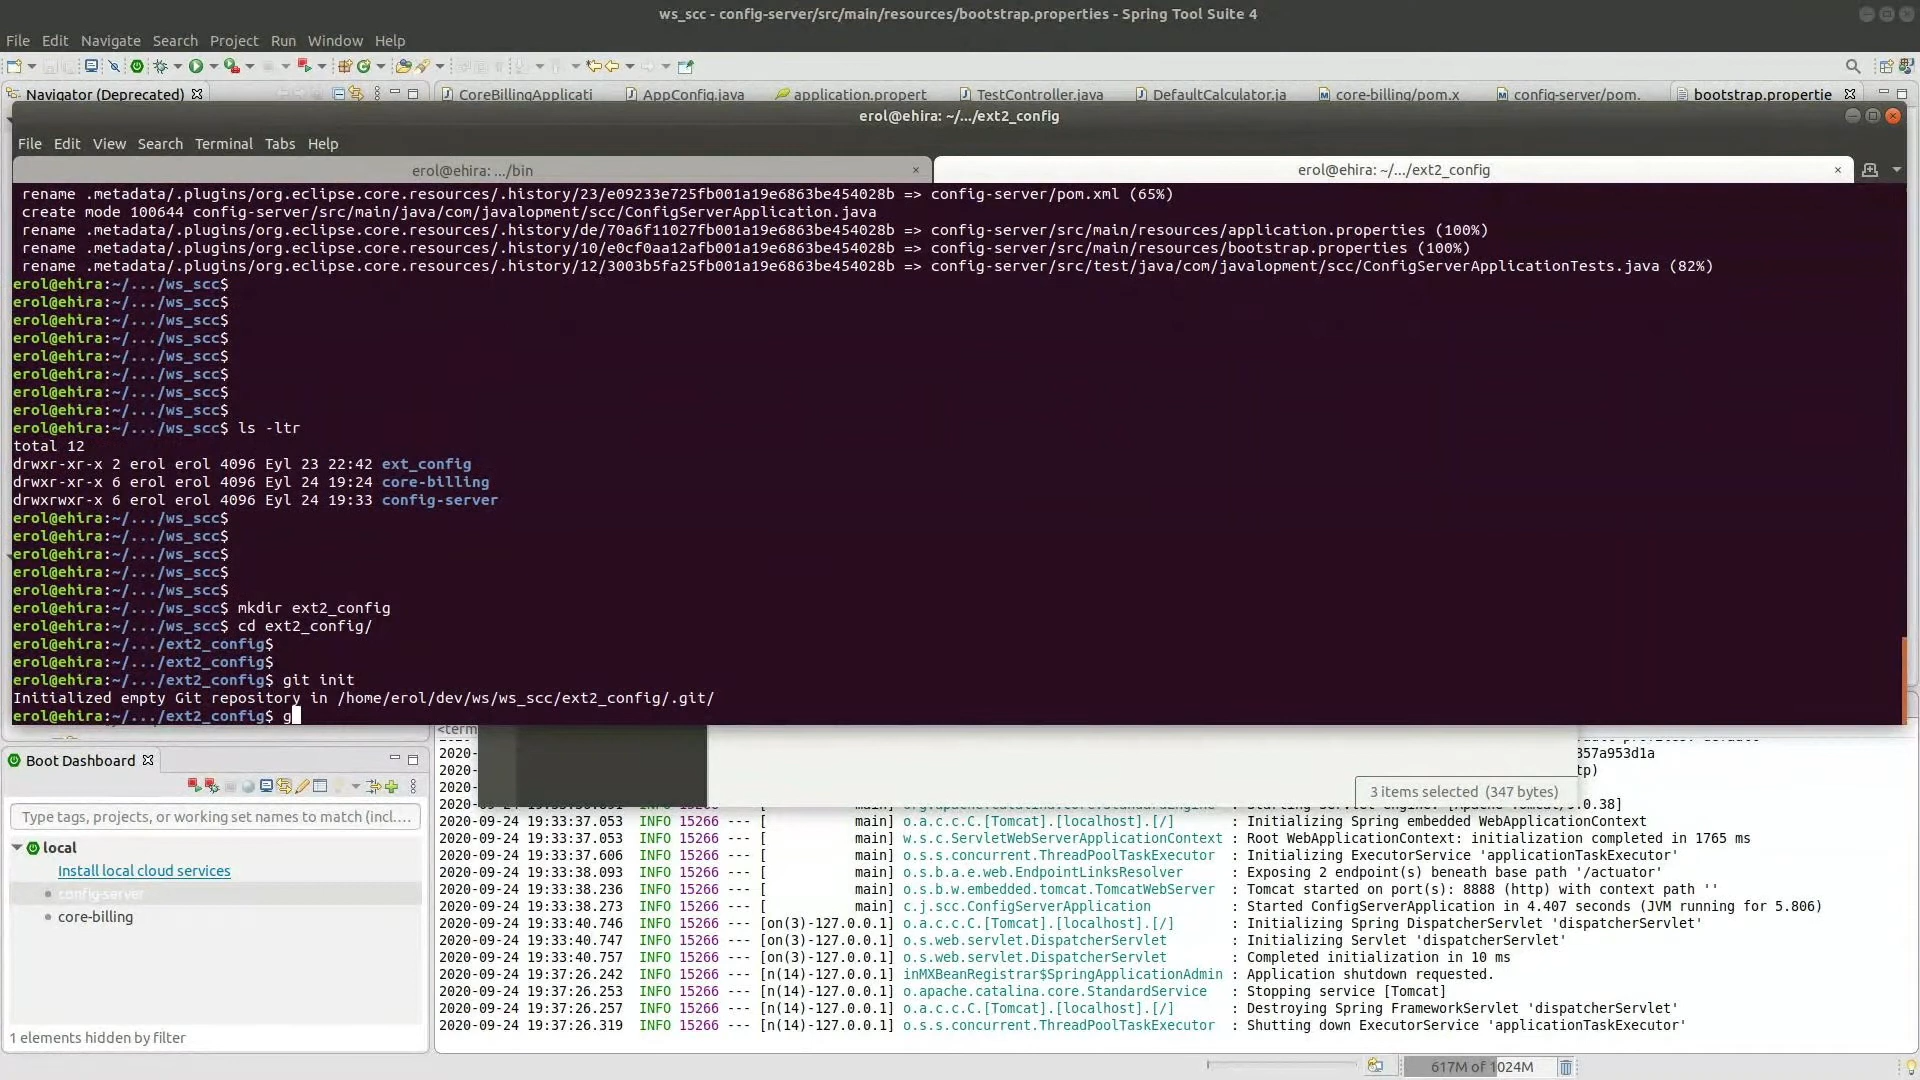 ws_scc - config-server/src/main/resources/bootstrap.properties - Spring Tool Suite 4
File Edit Navigate Search Project Run Window Help
Navigator (Deprecated)
CoreBillingApplicati AppConfig.java application.propert TestController.java DefaultCalculator.ja core-billing/pom.x config-server/pom. bootstrap.propertie
erol@ehira: ~/.../ext2_config
File Edit View Search Terminal Tabs Help
erol@ehira: .../bin erol@ehira: ~/.../ext2_config
rename .metadata/.plugins/org.eclipse.core.resources/.history/23/e09233e725fb001a19e6863be454028b => config-server/pom.xml (65%)
create mode 100644 config-server/src/main/java/com/javalopment/scc/ConfigServerApplication.java
rename .metadata/.plugins/org.eclipse.core.resources/.history/de/70a6f11027fb001a19e6863be454028b => config-server/src/main/resources/application.properties (100%)
rename .metadata/.plugins/org.eclipse.core.resources/.history/10/e0cf0aa12afb001a19e6863be454028b => config-server/src/main/resources/bootstrap.properties (100%)
rename .metadata/.plugins/org.eclipse.core.resources/.history/12/3003b5fa25fb001a19e6863be454028b => config-server/src/test/java/com/javalopment/scc/ConfigServerApplicationTests.java (82%)
erol@ehira:~/.../ws_scc$
erol@ehira:~/.../ws_scc$
erol@ehira:~/.../ws_scc$
erol@ehira:~/.../ws_scc$
erol@ehira:~/.../ws_scc$
erol@ehira:~/.../ws_scc$
erol@ehira:~/.../ws_scc$
erol@ehira:~/.../ws_scc$
erol@ehira:~/.../ws_scc$ ls -ltr
total 12
drwxr-xr-x 2 erol erol 4096 Eyl 23 22:42 ext_config
drwxr-xr-x 6 erol erol 4096 Eyl 24 19:24 core-billing
drwxrwxr-x 6 erol erol 4096 Eyl 24 19:33 config-server
erol@ehira:~/.../ws_scc$
erol@ehira:~/.../ws_scc$
erol@ehira:~/.../ws_scc$
erol@ehira:~/.../ws_scc$
erol@ehira:~/.../ws_scc$
erol@ehira:~/.../ws_scc$ mkdir ext2_config
erol@ehira:~/.../ws_scc$ cd ext2_config/
erol@ehira:~/.../ext2_config$
erol@ehira:~/.../ext2_config$
erol@ehira:~/.../ext2_config$ git init
Initialized empty Git repository in /home/erol/dev/ws/ws_scc/ext2_config/.git/
erol@ehira:~/.../ext2_config$ g
<term
2020- 857a953d1a
2020- tp)
3 items selected (347 bytes)
2020-09-24 INFO 15266 --- [ main] : Starting Servlet engine: [Apache Tomcat/9.0.38]
2020-09-24 19:33:37.053 INFO 15266 --- [ main] o.a.c.c.C.[Tomcat].[localhost].[/] : Initializing Spring embedded WebApplicationContext
2020-09-24 19:33:37.053 INFO 15266 --- [ main] w.s.c.ServletWebServerApplicationContext : Root WebApplicationContext: initialization completed in 1765 ms
2020-09-24 19:33:37.606 INFO 15266 --- [ main] o.s.s.concurrent.ThreadPoolTaskExecutor : Initializing ExecutorService 'applicationTaskExecutor'
2020-09-24 19:33:38.093 INFO 15266 --- [ main] o.s.b.a.e.web.EndpointLinksResolver : Exposing 2 endpoint(s) beneath base path '/actuator'
2020-09-24 19:33:38.236 INFO 15266 --- [ main] o.s.b.w.embedded.tomcat.TomcatWebServer : Tomcat started on port(s): 8888 (http) with context path ''
2020-09-24 19:33:38.273 INFO 15266 --- [ main] c.j.scc.ConfigServerApplication : Started ConfigServerApplication in 4.407 seconds (JVM running for 5.806)
2020-09-24 19:33:40.746 INFO 15266 --- [on(3)-127.0.0.1] o.a.c.c.C.[Tomcat].[localhost].[/] : Initializing Spring DispatcherServlet 'dispatcherServlet'
2020-09-24 19:33:40.747 INFO 15266 --- [on(3)-127.0.0.1] o.s.web.servlet.DispatcherServlet : Initializing Servlet 'dispatcherServlet'
2020-09-24 19:33:40.757 INFO 15266 --- [on(3)-127.0.0.1] o.s.web.servlet.DispatcherServlet : Completed initialization in 10 ms
2020-09-24 19:37:26.242 INFO 15266 --- [n(14)-127.0.0.1] inMXBeanRegistrar$SpringApplicationAdmin : Application shutdown requested.
2020-09-24 19:37:26.253 INFO 15266 --- [n(14)-127.0.0.1] o.apache.catalina.core.StandardService : Stopping service [Tomcat]
2020-09-24 19:37:26.257 INFO 15266 --- [n(14)-127.0.0.1] o.a.c.c.C.[Tomcat].[localhost].[/] : Destroying Spring FrameworkServlet 'dispatcherServlet'
2020-09-24 19:37:26.319 INFO 15266 --- [n(14)-127.0.0.1] o.s.s.concurrent.ThreadPoolTaskExecutor : Shutting down ExecutorService 'applicationTaskExecutor'
Boot Dashboard
Type tags, projects, or working set names to match (incl....
local
Install local cloud services
config-server
core-billing
1 elements hidden by filter
617M of 1024M